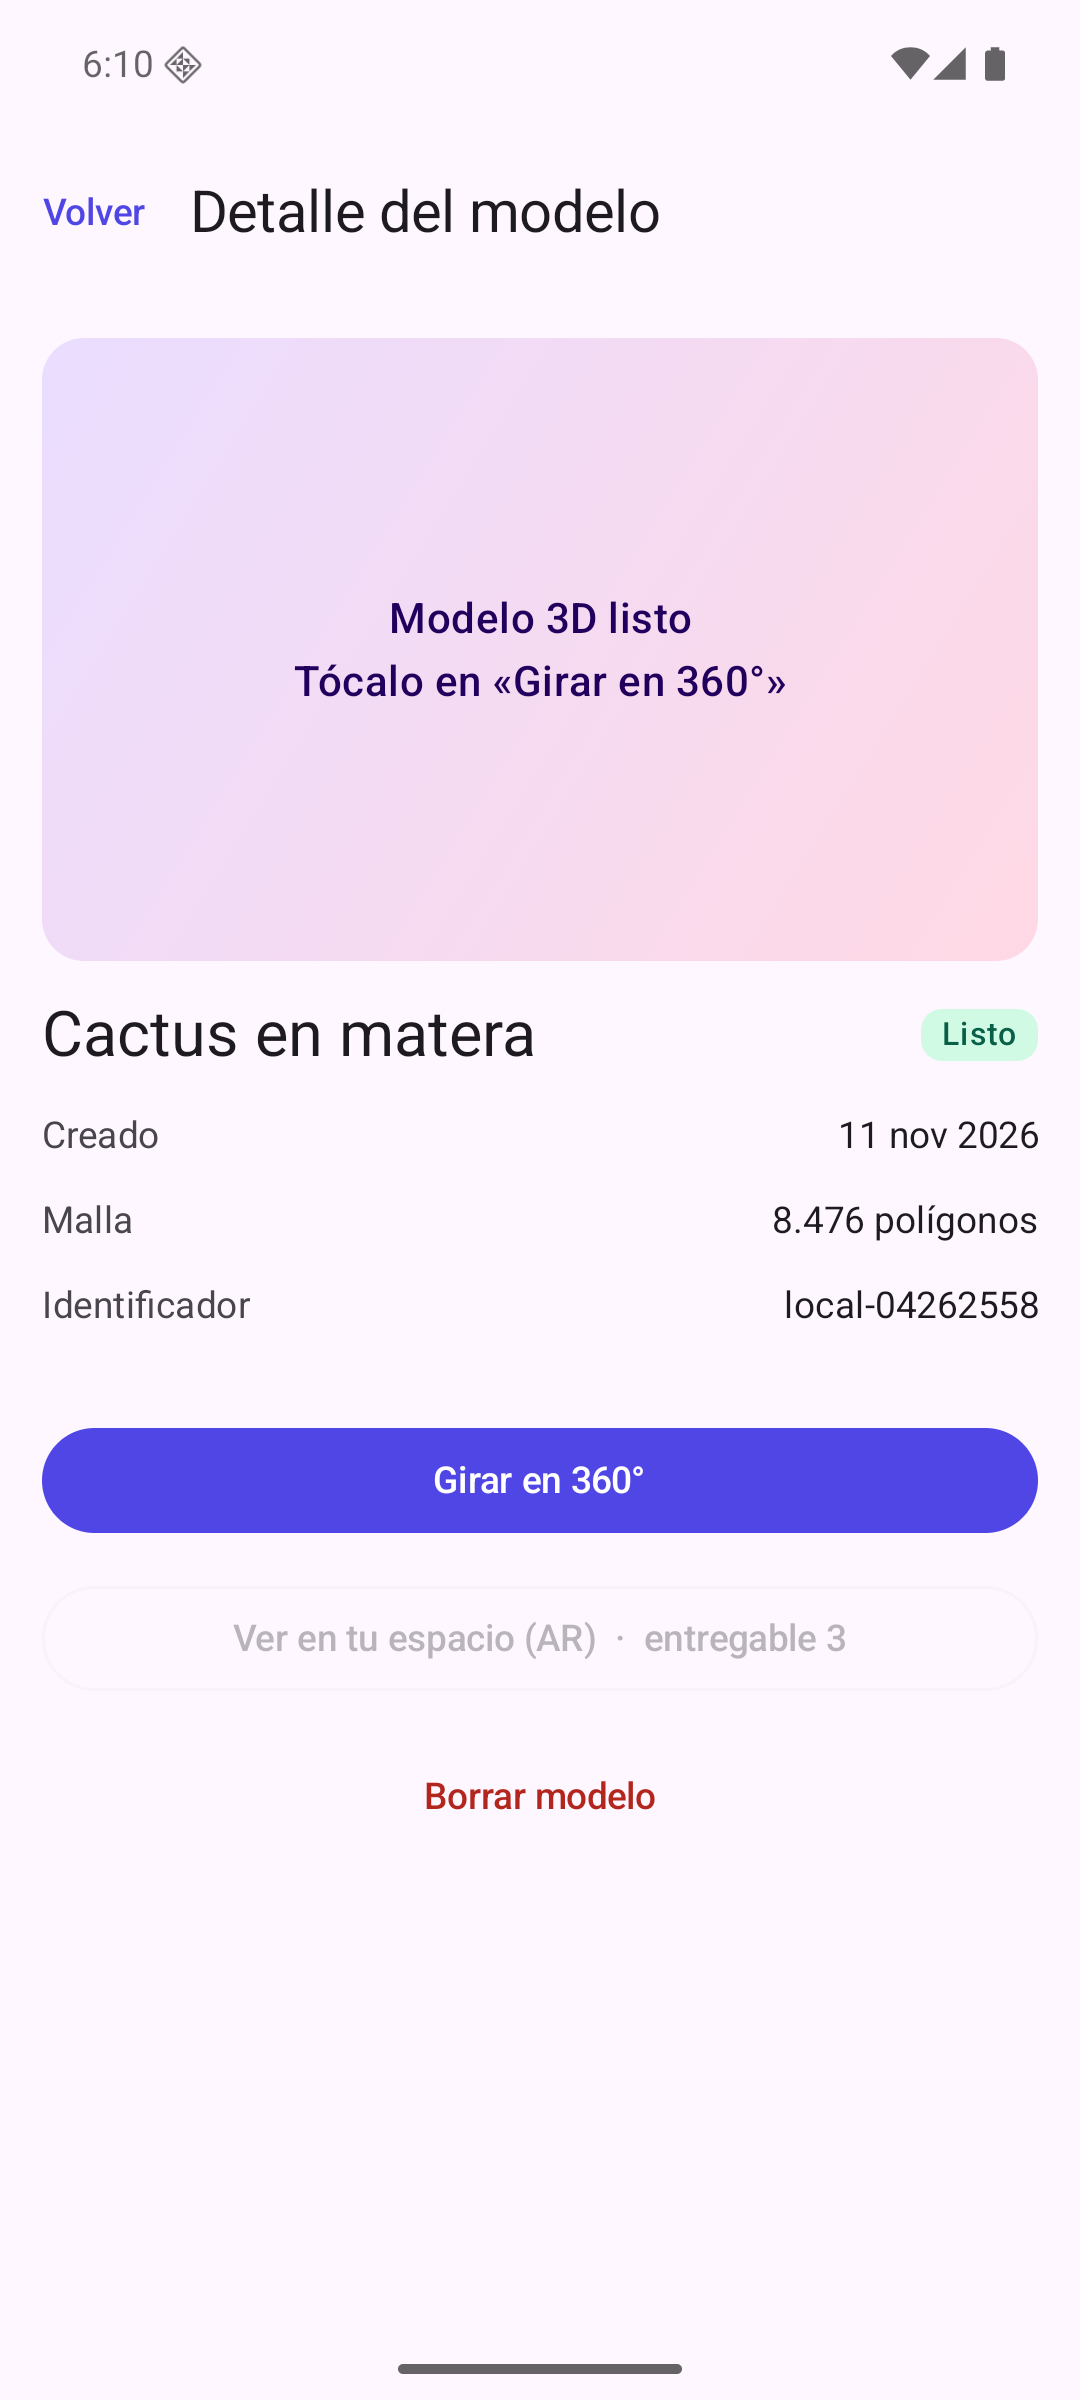 6:10
Volver Detalle del modelo
Modelo 3D listo
Tócalo en «Girar en 360°»
Cactus en matera Listo
Creado 11 nov 2026
Malla 8.476 polígonos
Identificador local-04262558
Girar en 360°
Ver en tu espacio (AR) · entregable 3
Borrar modelo